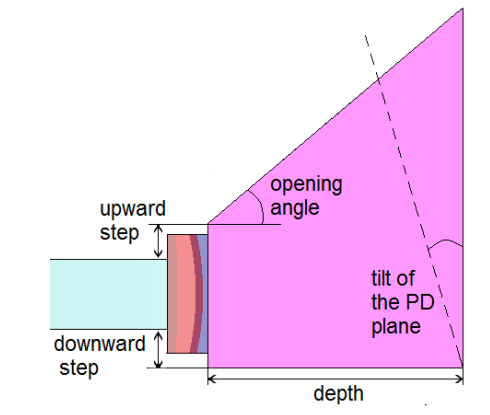 opening
angle
upward
step
tilt of
the PD
plane
downward
step
depth